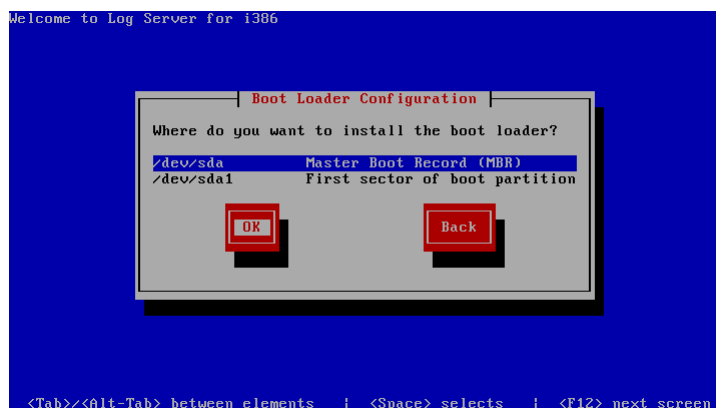 Welcome to Log Server for i386
Boot Loader Configuration
Where do you want to install the boot loader?
/dev/sda Master Boot Record (MBR)
/dev/sda1 First sector of boot partition
OK Back
<Tab>/<Alt-Tab> between elements | <Space> selects | <F12> next screen